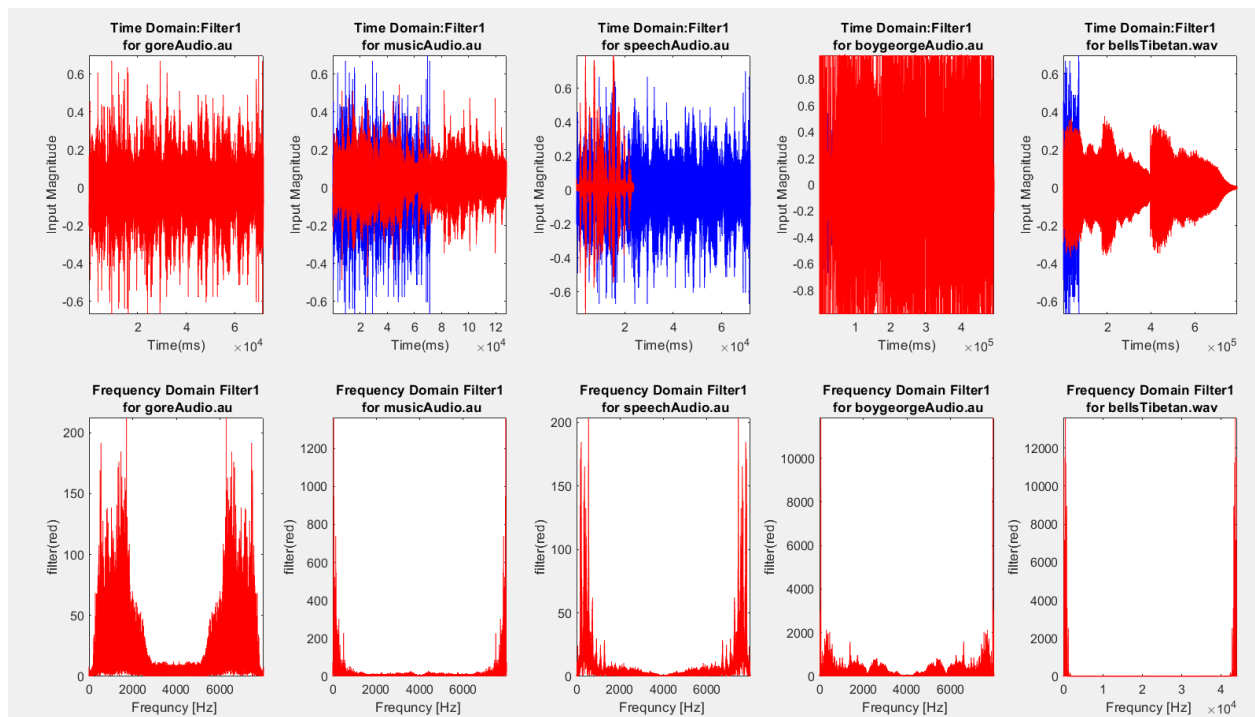 Time Domain:Filter1
for goreAudio.au
Time Domain:Filter1
for musicAudio.au
Time Domain:Filter1
for speechAudio.au
Time Domain:Filter1
for boygeorgeAudio.au
Time Domain:Filter1
for bellsTibetan.wav
Input Magnitude
0.6
0.4
0.2
0
-0.2
-0.4
-0.6
2 4 6
Time(ms) ×10⁴
Input Magnitude
0.6
0.4
0.2
0
-0.2
-0.4
-0.6
2 4 6 8 10 12
Time(ms) ×10⁴
Input Magnitude
0.6
0.4
0.2
0
-0.2
-0.4
-0.6
2 4 6
Time(ms) ×10⁴
Input Magnitude
0.8
0.6
0.4
0.2
0
-0.2
-0.4
-0.6
-0.8
1 2 3 4
Time(ms) ×10⁵
Input Magnitude
0.6
0.4
0.2
0
-0.2
-0.4
-0.6
2 4 6
Time(ms) ×10⁵
Frequency Domain Filter1
for goreAudio.au
Frequency Domain Filter1
for musicAudio.au
Frequency Domain Filter1
for speechAudio.au
Frequency Domain Filter1
for boygeorgeAudio.au
Frequency Domain Filter1
for bellsTibetan.wav
filter(red)
200
150
100
50
0
0 2000 4000 6000
Frequncy [Hz]
filter(red)
1200
1000
800
600
400
200
0
0 2000 4000 6000
Frequncy [Hz]
filter(red)
200
150
100
50
0
0 2000 4000 6000
Frequncy [Hz]
filter(red)
10000
8000
6000
4000
2000
0
0 2000 4000 6000
Frequncy [Hz]
filter(red)
12000
10000
8000
6000
4000
2000
0
0 1 2 3 4
Frequncy [Hz] ×10⁴